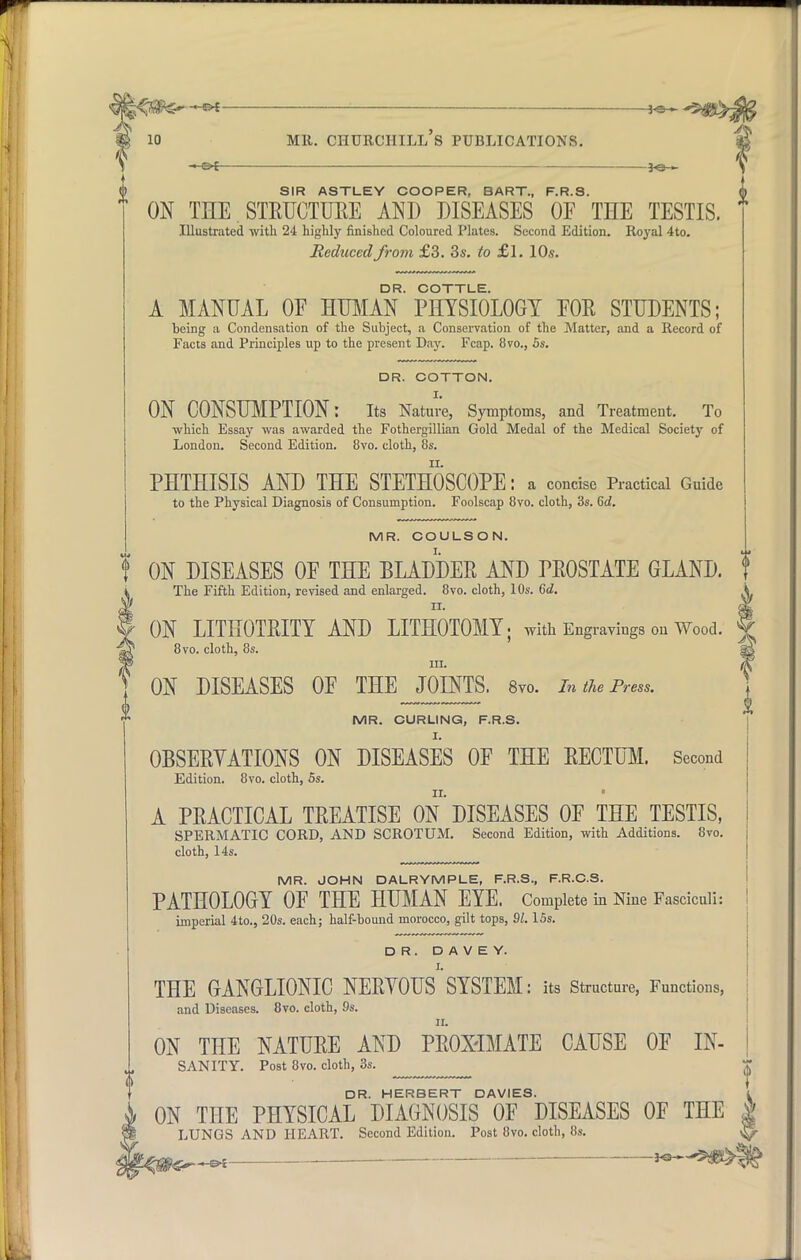 10 MR. CHURCHILL'S PUBLICATIONS.
SIR ASTLEY COOPER, BART., F.R.S.
ON THE STRUCTURE AND DISEASES OF THE TESTIS.
Illustrated with 24 highly finished Coloured Plates. Second Edition. Royal 4to.
Reduced from £3. 3s. to £1. 10s.
DR. COTTLE.
A MANUAL OF HUMAN PHYSIOLOGY FOR STUDENTS;
being a Condensation of the Subject, a Conservation of the Matter, and a Record of
Facts and Principles up to the present Day. Fcap. 8vo., 5s.
DR. COTTON.
I.
ON CONSUMPTION: Its Nature, Symptoms, and Treatment. To
which Essay was awarded the Fothergillian Gold Medal of the Medical Society of
London. Second Edition. 8vo. cloth, 8s.
II.
PHTHISIS AND THE STETHOSCOPE: a concise Practical Guide
to the Physical Diagnosis of Consumption. Foolscap 8vo. cloth, 3s. 6d.
MR. COULSON.
I.
ON DISEASES OF THE BLADDER AND PROSTATE GLAND.
The Fifth Edition, revised and enlarged. 8vo. cloth, 10s. 6d.
II.
ON LITHOTRITY AND LITHOTOMY; with Engravings on Wood.
8vo. cloth, 8s.
III.
ON DISEASES OF THE JOINTS. 8vo. In the Press.
MR. CURLING, F.R.S.
I.
OBSERVATIONS ON DISEASES OF THE RECTUM. Second
Edition. 8vo. cloth, 5s.
II.
A PRACTICAL TREATISE ON DISEASES OF THE TESTIS,
SPERMATIC CORD, AND SCROTUM. Second Edition, with Additions. 8vo.
cloth, 14s.
MR. JOHN DALRYMPLE, F.R.S., F.R.C.S.
PATHOLOGY OF THE HUMAN EYE. Complete in Nine Fasciculi:
imperial 4to., 20s. each; half-bound morocco, gilt tops, 9l. 15s.
DR. DAVEY.
I.
THE GANGLIONIC NERVOUS SYSTEM: its Structure, Functions,
and Diseases. 8vo. cloth, 9s.
II.
ON THE NATURE AND PROXIMATE CAUSE OF IN-
SANITY. Post 8vo. cloth, 3s.
DR. HERBERT DAVIES.
ON THE PHYSICAL DIAGNOSIS OF DISEASES OF THE
LUNGS AND HEART. Second Edition. Post 8vo. cloth, 8s.